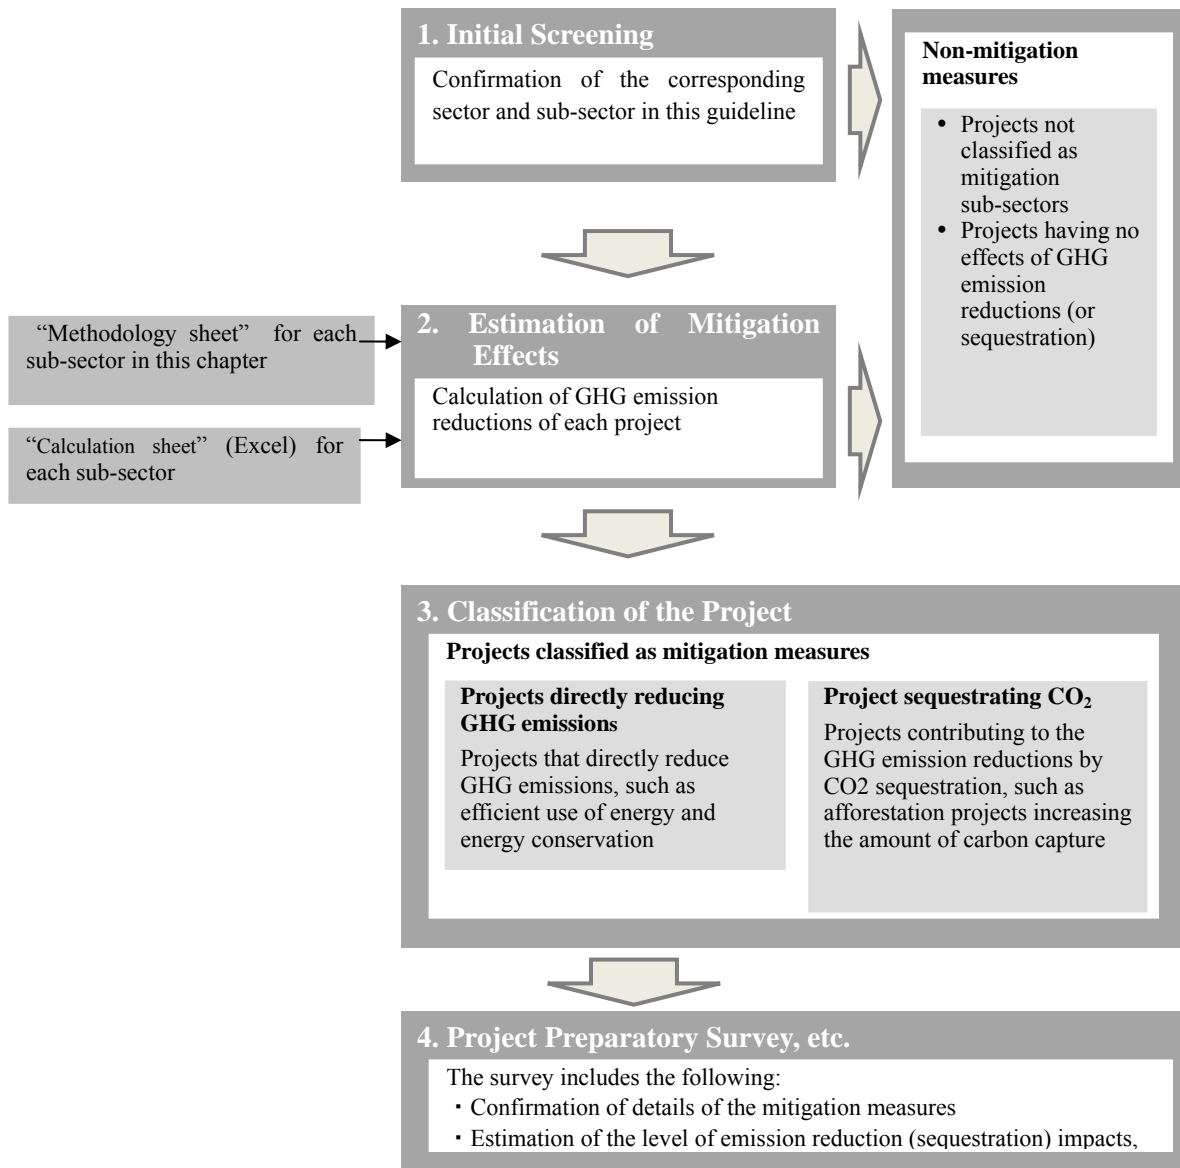 1. Initial Screening
Confirmation of the corresponding
sector and sub-sector in this guideline
Non-mitigation
measures
• Projects not
classified as
mitigation
sub-sectors
• Projects having no
effects of GHG
emission
reductions (or
sequestration)
“Methodology sheet” for each
sub-sector in this chapter
“Calculation sheet” (Excel) for
each sub-sector
2. Estimation of Mitigation
Effects
Calculation of GHG emission
reductions of each project
3. Classification of the Project
Projects classified as mitigation measures
Projects directly reducing
GHG emissions
Projects that directly reduce
GHG emissions, such as
efficient use of energy and
energy conservation
Project sequestrating CO₂
Projects contributing to the
GHG emission reductions by
CO2 sequestration, such as
afforestation projects increasing
the amount of carbon capture
4. Project Preparatory Survey, etc.
The survey includes the following:
・Confirmation of details of the mitigation measures
・Estimation of the level of emission reduction (sequestration) impacts,